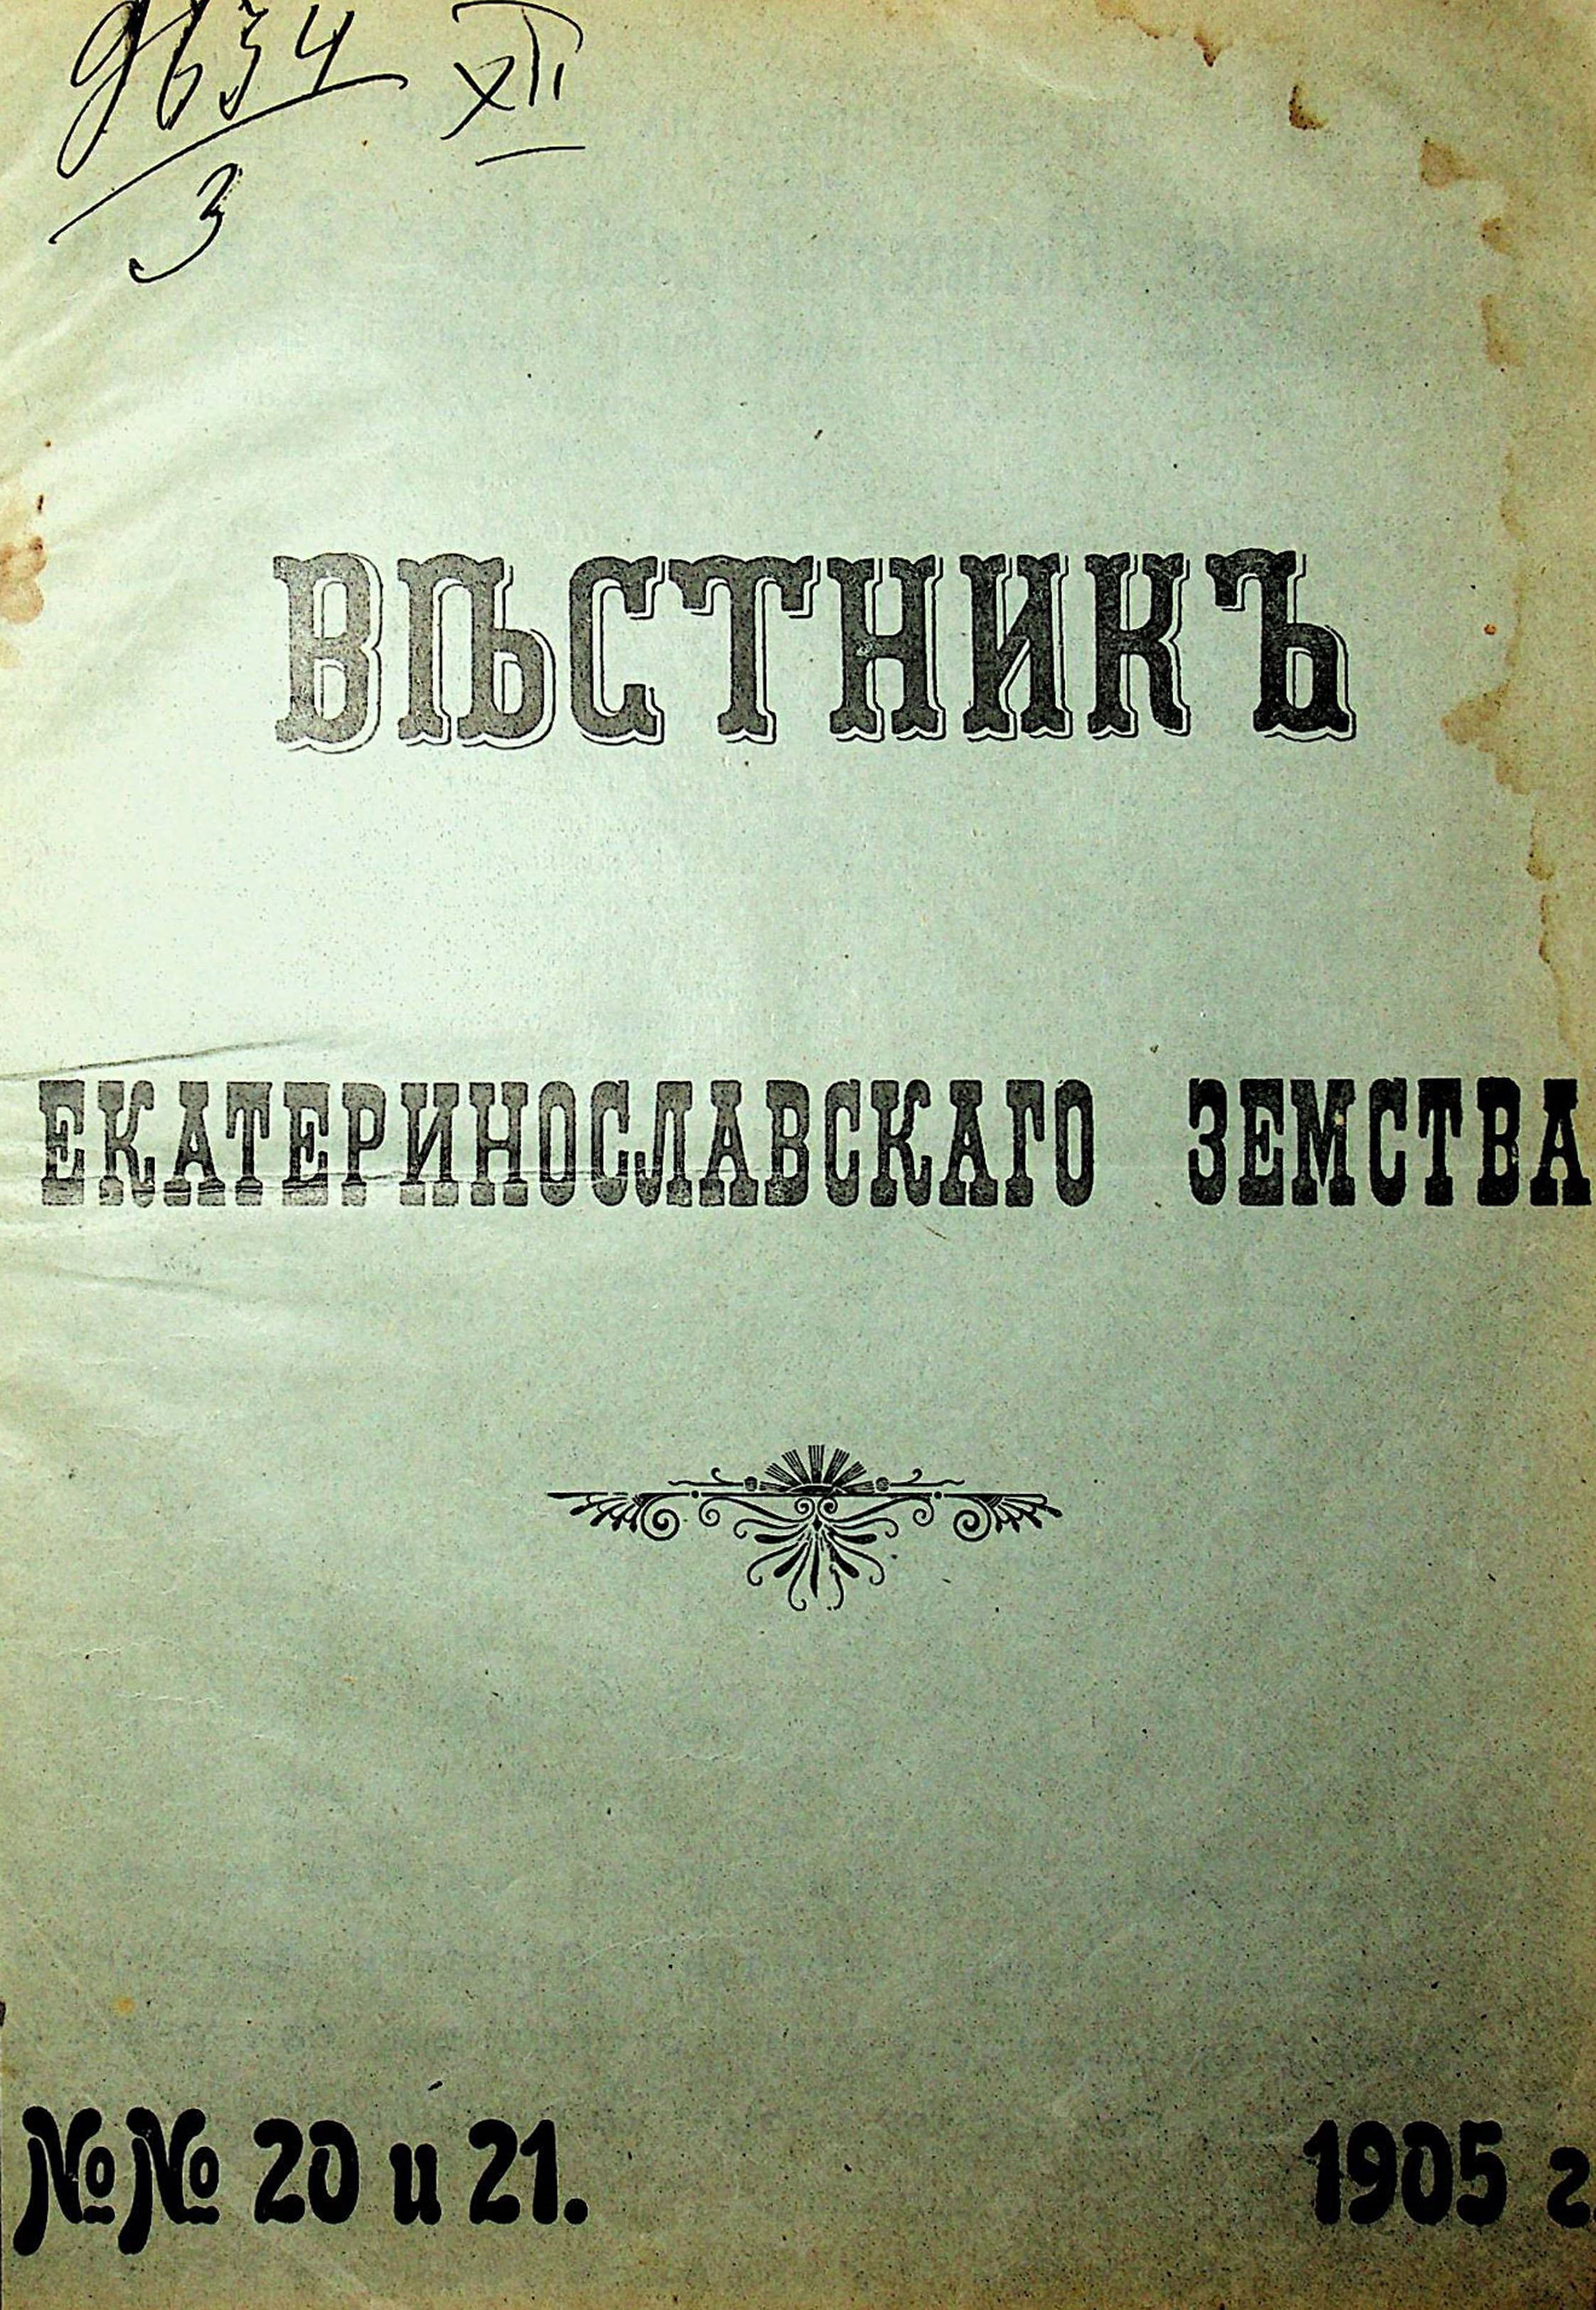 9634 XII
3
ВѢСТНИКЪ
ЕКАТЕРИНОСЛАВСКАГО ЗЕМСТВА
№№ 20 и 21.
1905 г